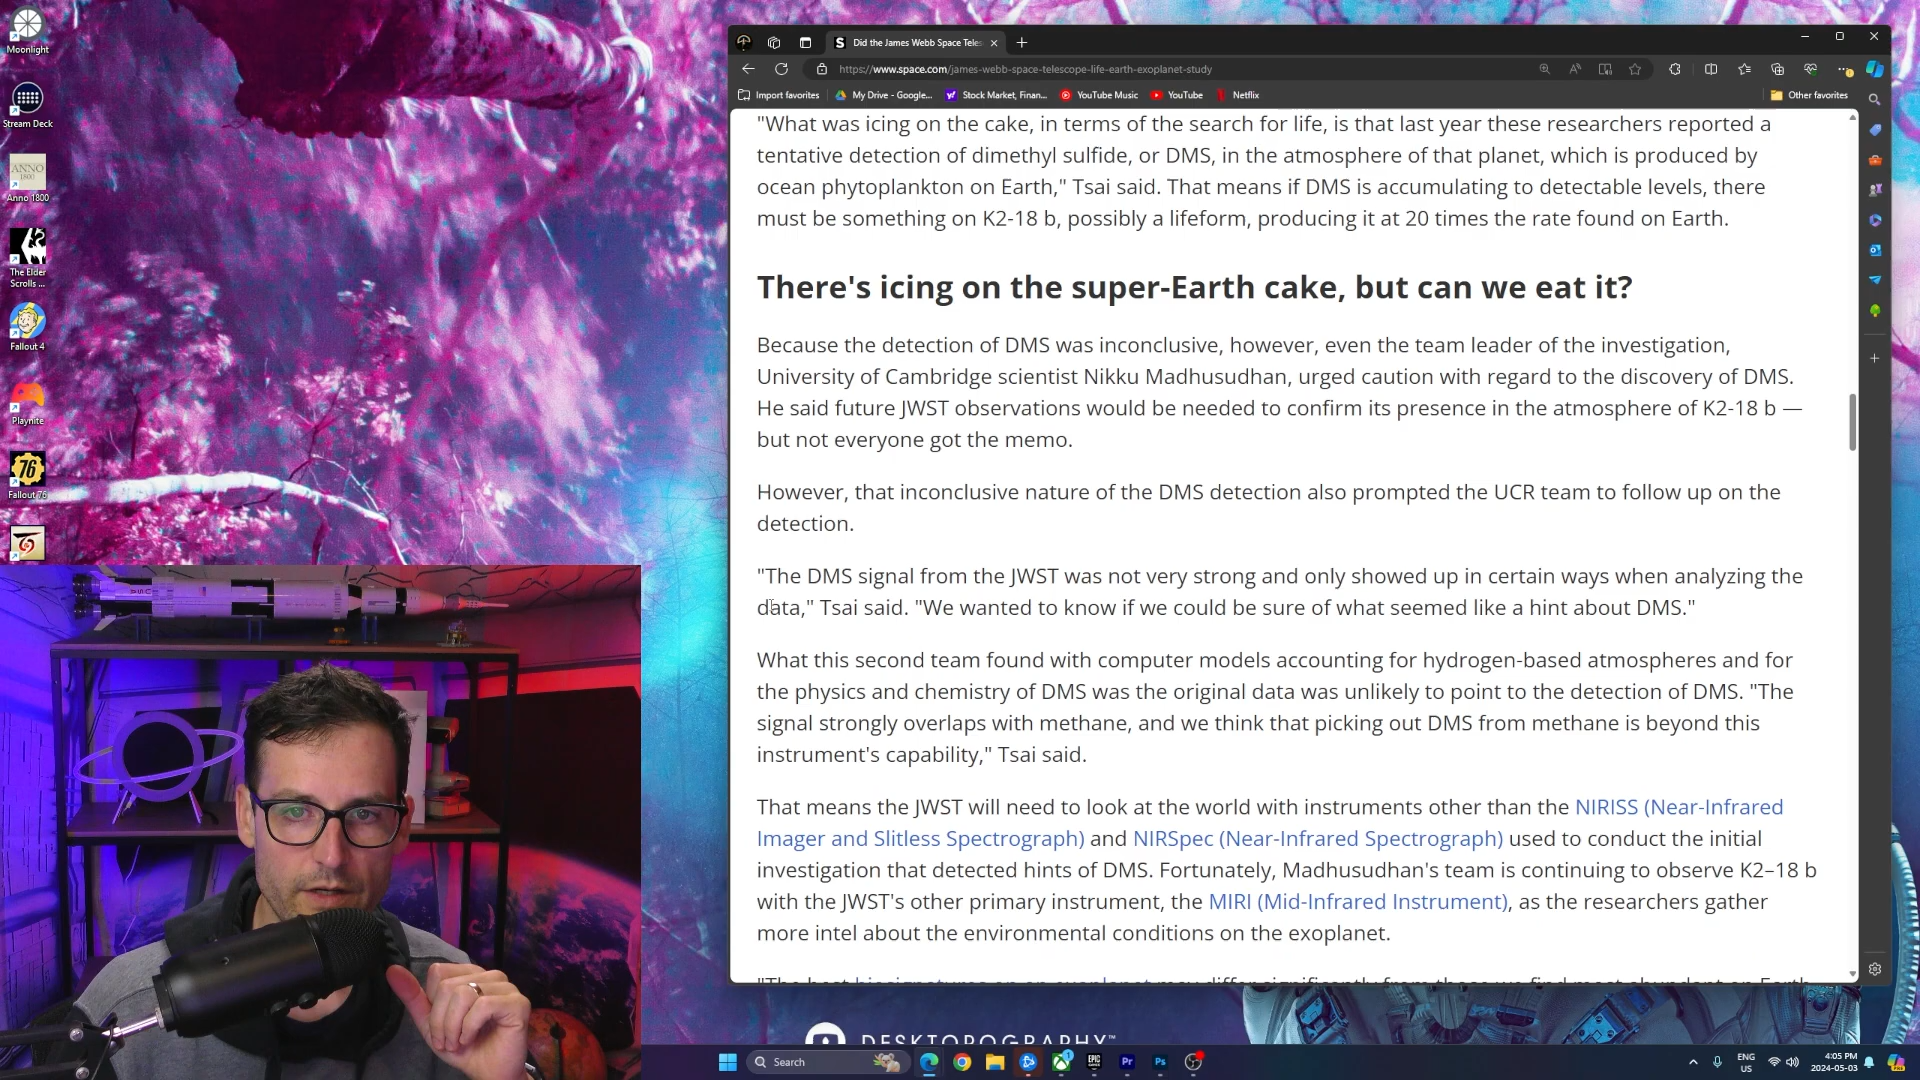 Moonlight
Stream Deck
ANNO
1800
Anno 1800
The Elder
Scrolls ...
Fallout 4
Playnite
76
Fallout 76
Did the James Webb Space Teles
https://www.space.com/james-webb-space-telescope-life-earth-exoplanet-study
Import favorites
My Drive - Google...
Stock Market, Finan...
YouTube Music
YouTube
Netflix
Other favorites
"What was icing on the cake, in terms of the search for life, is that last year these researchers reported a
tentative detection of dimethyl sulfide, or DMS, in the atmosphere of that planet, which is produced by
ocean phytoplankton on Earth," Tsai said. That means if DMS is accumulating to detectable levels, there
must be something on K2-18 b, possibly a lifeform, producing it at 20 times the rate found on Earth.
There's icing on the super-Earth cake, but can we eat it?
Because the detection of DMS was inconclusive, however, even the team leader of the investigation,
University of Cambridge scientist Nikku Madhusudhan, urged caution with regard to the discovery of DMS.
He said future JWST observations would be needed to confirm its presence in the atmosphere of K2-18 b —
but not everyone got the memo.
However, that inconclusive nature of the DMS detection also prompted the UCR team to follow up on the
detection.
"The DMS signal from the JWST was not very strong and only showed up in certain ways when analyzing the
data," Tsai said. "We wanted to know if we could be sure of what seemed like a hint about DMS."
What this second team found with computer models accounting for hydrogen-based atmospheres and for
the physics and chemistry of DMS was the original data was unlikely to point to the detection of DMS. "The
signal strongly overlaps with methane, and we think that picking out DMS from methane is beyond this
instrument's capability," Tsai said.
That means the JWST will need to look at the world with instruments other than the NIRISS (Near-Infrared
Imager and Slitless Spectrograph) and NIRSpec (Near-Infrared Spectrograph) used to conduct the initial
investigation that detected hints of DMS. Fortunately, Madhusudhan's team is continuing to observe K2–18 b
with the JWST's other primary instrument, the MIRI (Mid-Infrared Instrument), as the researchers gather
more intel about the environmental conditions on the exoplanet.
DESKTOPOGRAPHY™
Search
EPIC
Pr
Ps
ENG
US
4:05 PM
2024-05-03